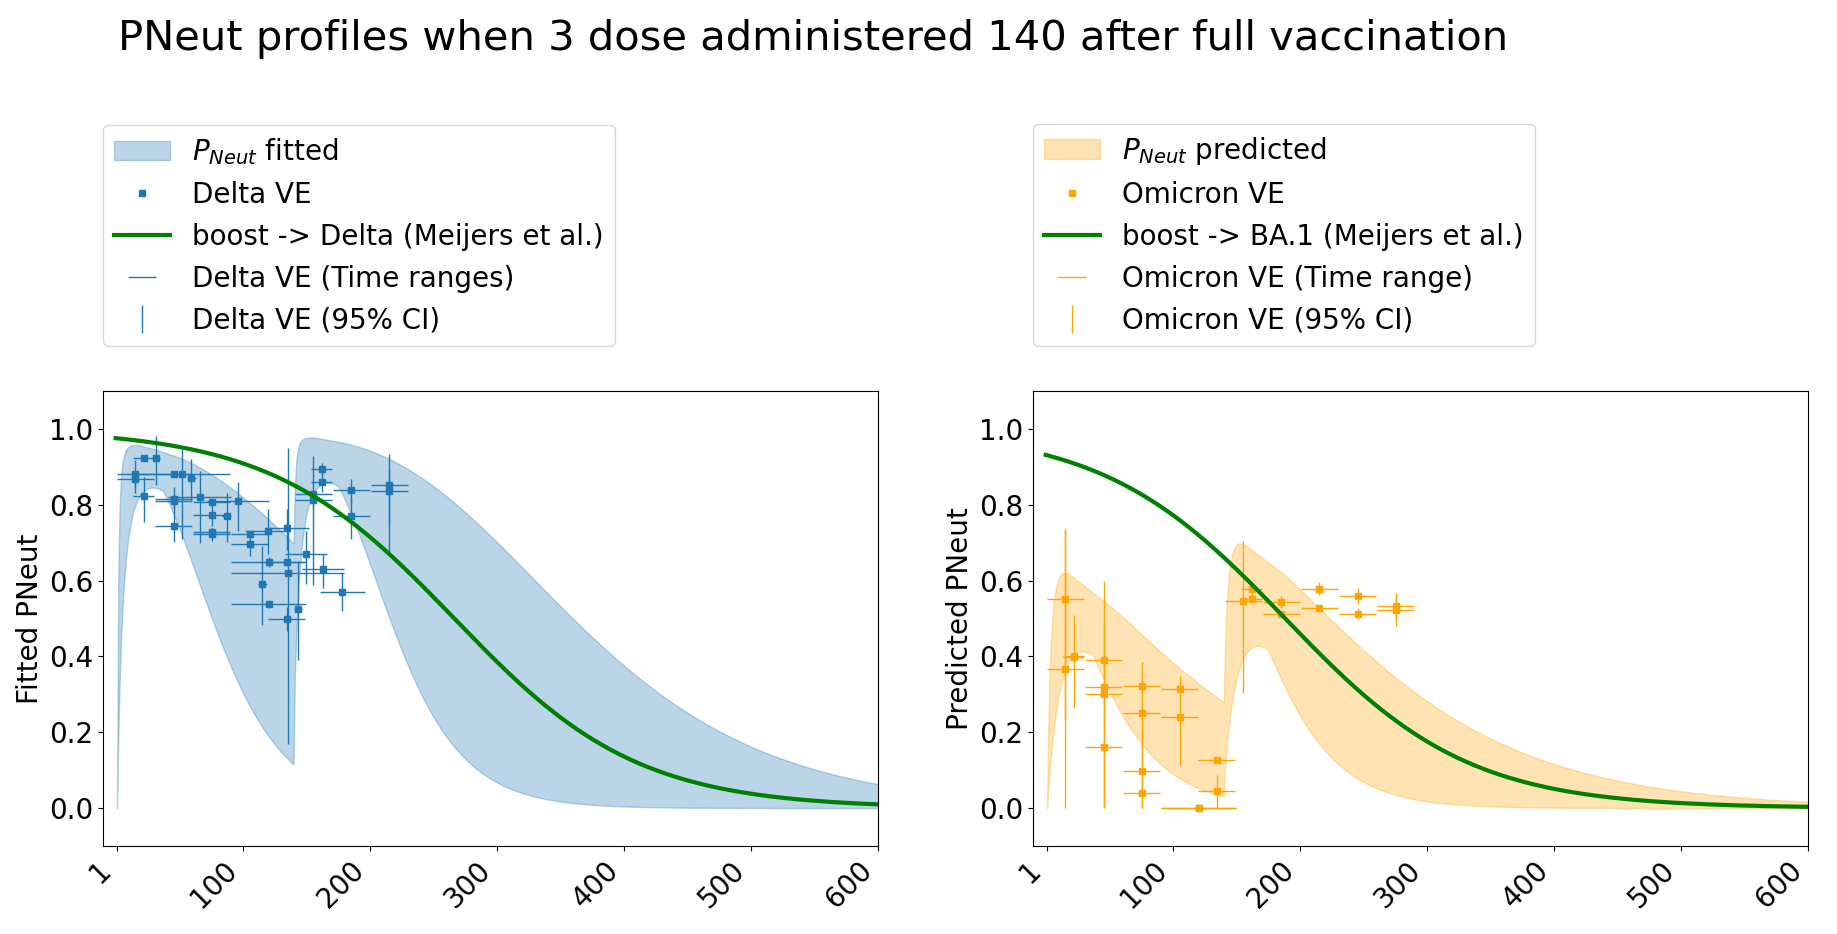 PNeut profiles when 3 dose administered 140 after full vaccination
P_Neut fitted
Delta VE
boost -> Delta (Meijers et al.)
Delta VE (Time ranges)
Delta VE (95% CI)
P_Neut predicted
Omicron VE
boost -> BA.1 (Meijers et al.)
Omicron VE (Time range)
Omicron VE (95% CI)
Fitted PNeut
1.0
0.8
0.6
0.4
0.2
0.0
1
100
200
300
400
500
600
Predicted PNeut
1.0
0.8
0.6
0.4
0.2
0.0
1
100
200
300
400
500
600